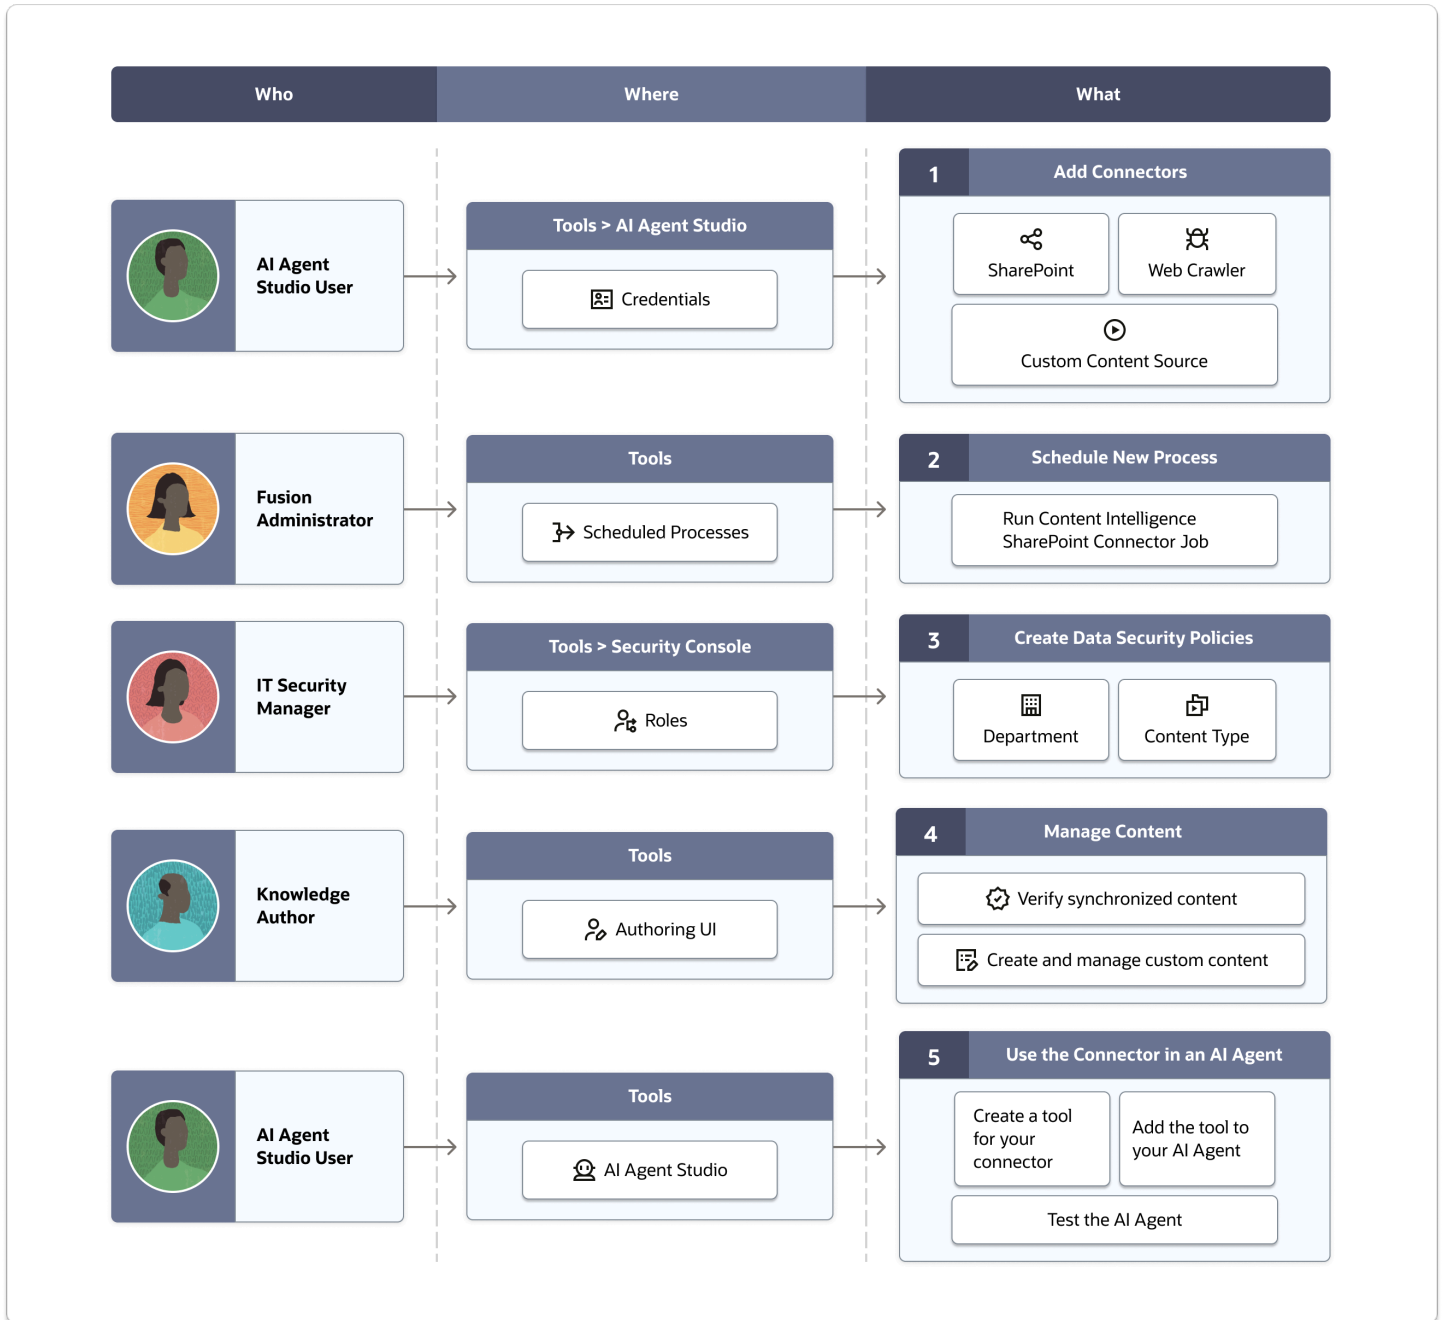 Who
Where
What
AI Agent
Studio User
Tools > AI Agent Studio
Credentials
1
Add Connectors
SharePoint
Web Crawler
Custom Content Source
Fusion
Administrator
Tools
Scheduled Processes
2
Schedule New Process
Run Content Intelligence
SharePoint Connector Job
IT Security
Manager
Tools > Security Console
Roles
3
Create Data Security Policies
Department
Content Type
Knowledge
Author
Tools
Authoring UI
4
Manage Content
Verify synchronized content
Create and manage custom content
AI Agent
Studio User
Tools
AI Agent Studio
5
Use the Connector in an AI Agent
Create a tool
for your
connector
Add the tool to
your AI Agent
Test the AI Agent